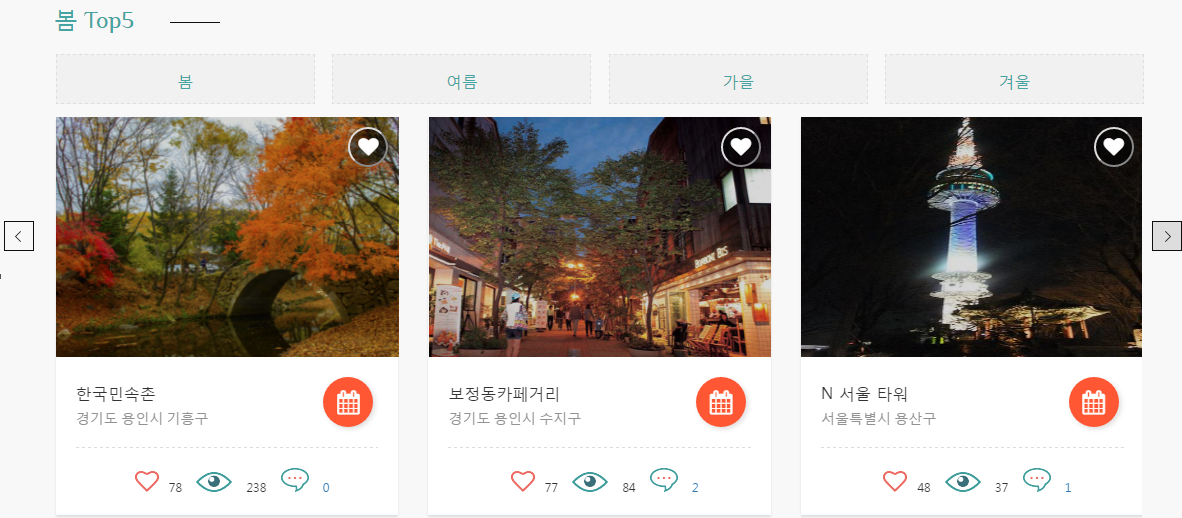 봄 Top5
봄
여름
가을
겨울
BORBONE BIS
한국민속촌
경기도 용인시 기흥구
78 238 0
보정동카페거리
경기도 용인시 수지구
77 84 2
N 서울 타워
서울특별시 용산구
48 37 1